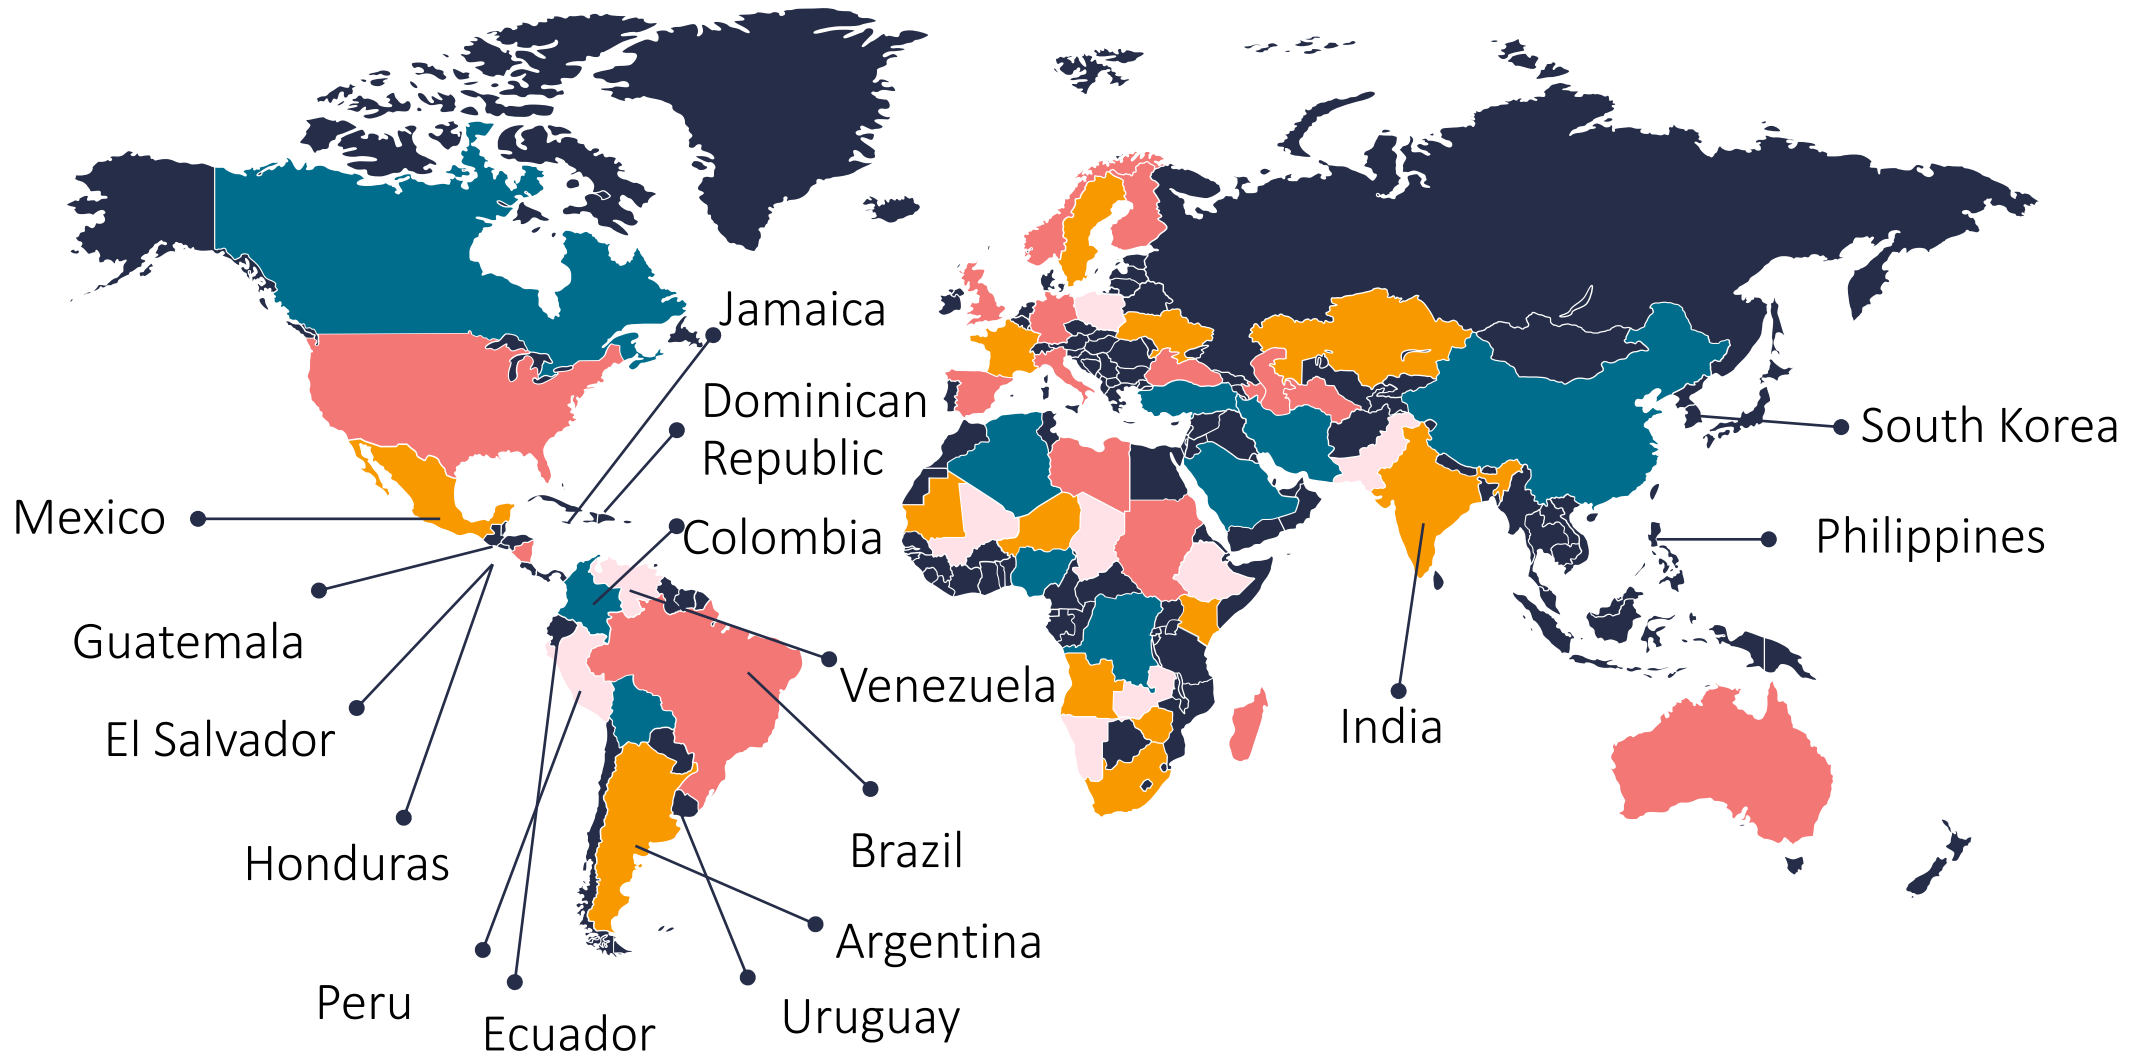 Jamaica
Dominican
Republic
South Korea
Mexico
Colombia
Philippines
Guatemala
Venezuela
El Salvador
India
Honduras
Brazil
Argentina
Peru
Ecuador
Uruguay